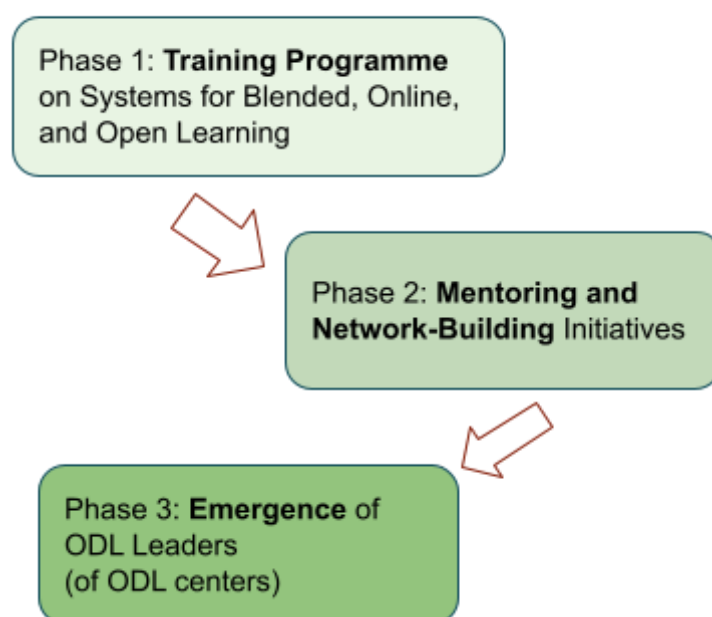 Phase 1: Training Programme
on Systems for Blended, Online,
and Open Learning
Phase 2: Mentoring and
Network-Building Initiatives
Phase 3: Emergence of
ODL Leaders
(of ODL centers)